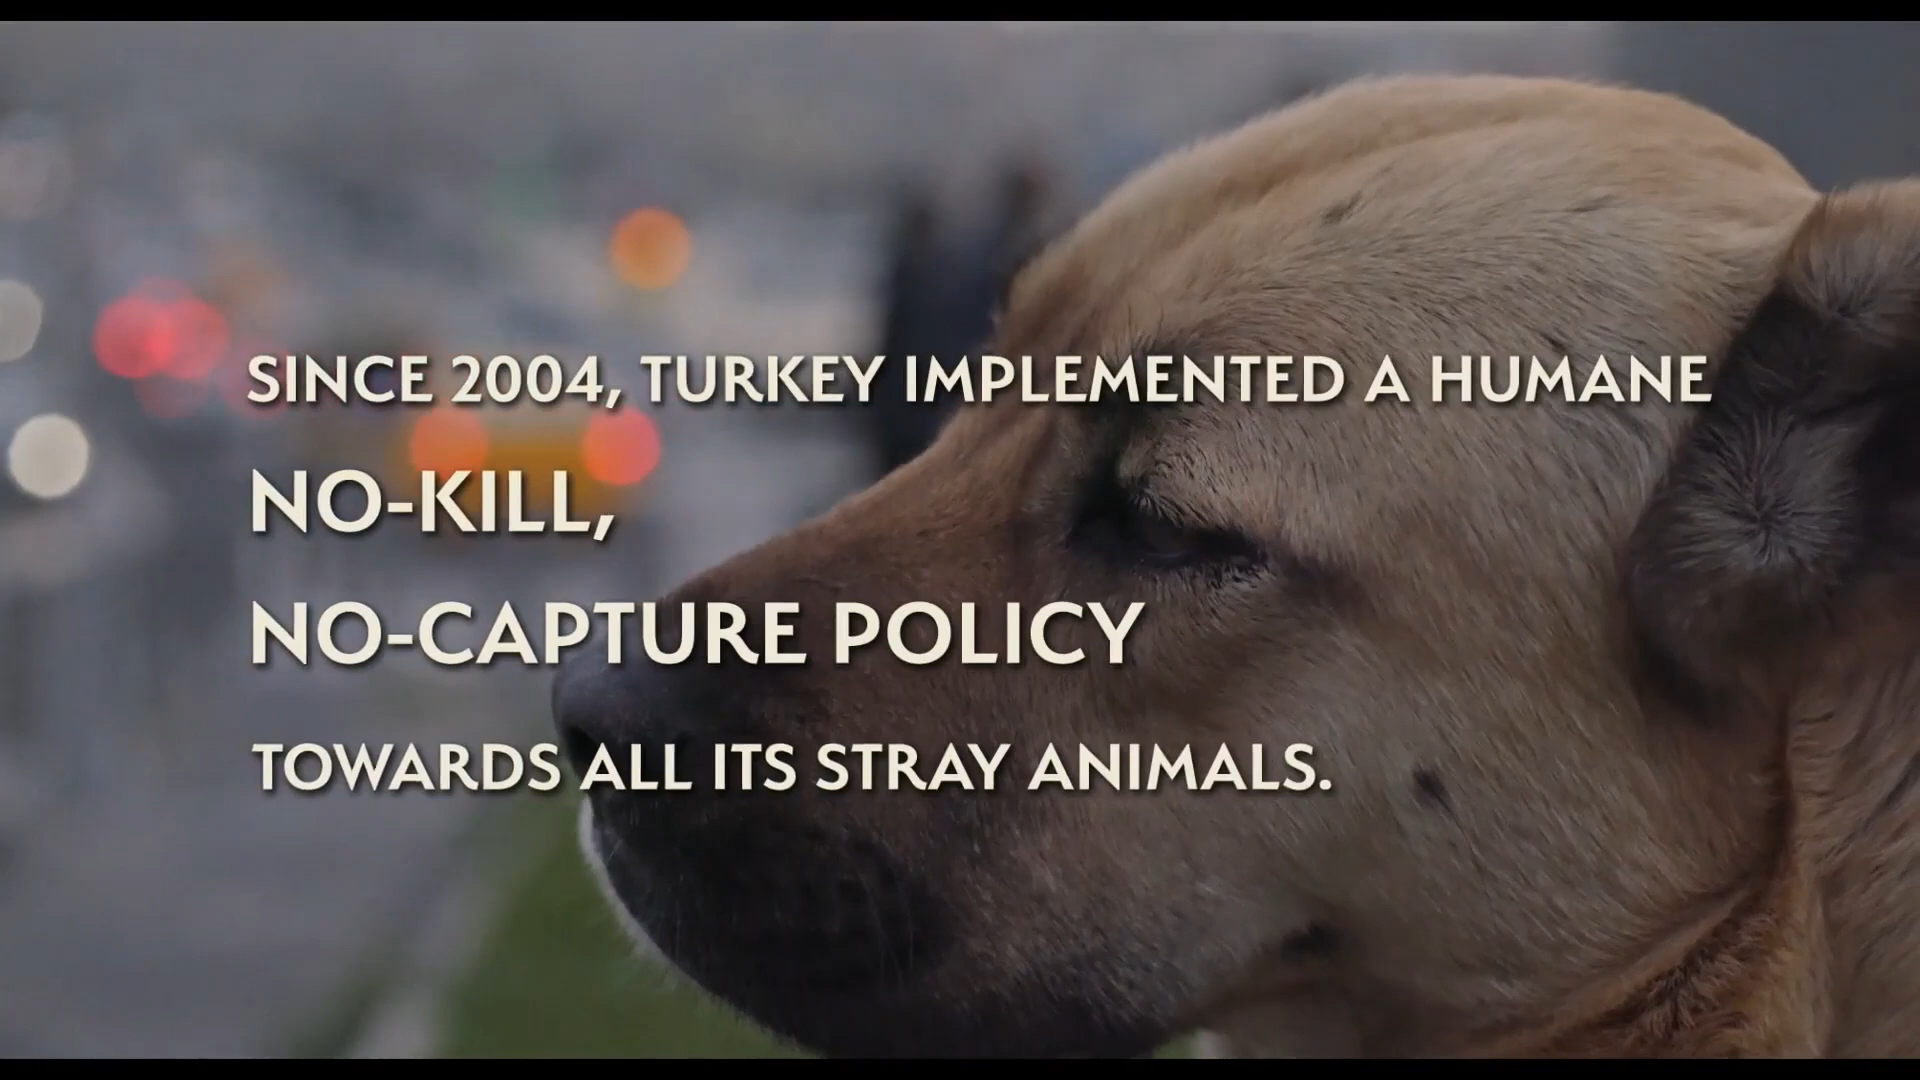 SINCE 2004, TURKEY IMPLEMENTED A HUMANE
NO-KILL,
NO-CAPTURE POLICY
TOWARDS ALL ITS STRAY ANIMALS.